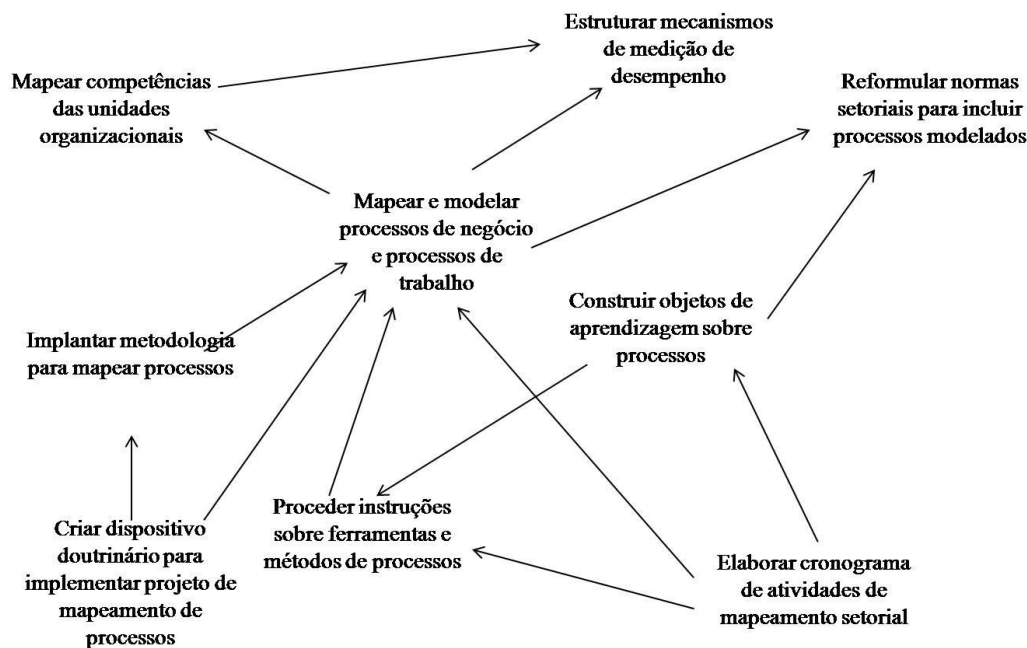 Estruturar mecanismos
de medição de
desempenho
Mapear competências
das unidades
organizacionais
Reformular normas
setoriais para incluir
processos modelados
Mapear e modelar
processos de negócio
e processos de
trabalho
Construir objetos de
aprendizagem sobre
processos
Implantar metodologia
para mapear processos
Proceder instruções
sobre ferramentas e
métodos de processos
Criar dispositivo
doutrinário para
implementar projeto de
mapeamento de
processos
Elaborar cronograma
de atividades de
mapeamento setorial